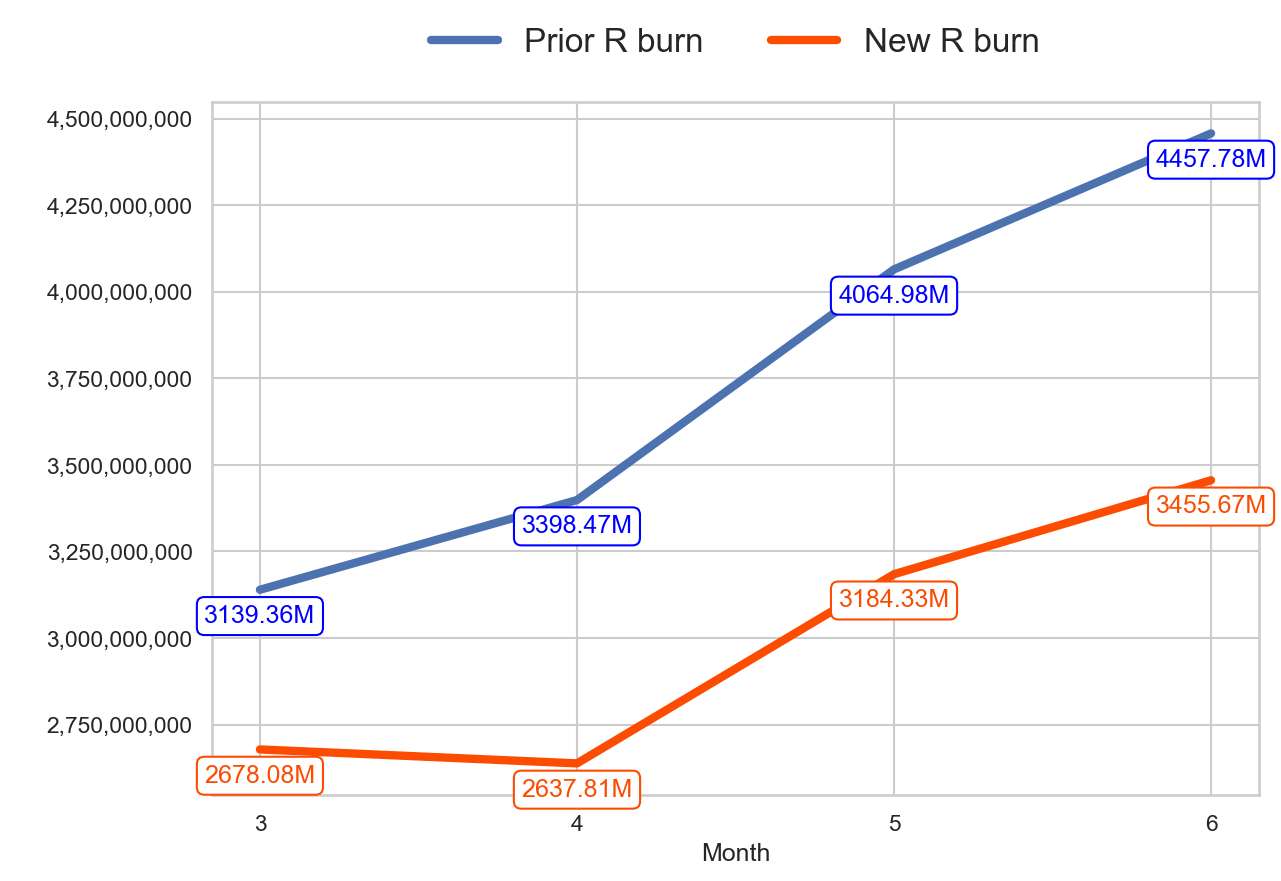 Prior R burn New R burn
4,500,000,000
4457.78M
4,250,000,000
4,000,000,000
4064.98M
3,750,000,000
3,500,000,000
3455.67M
3398.47M
3,250,000,000
3184.33M
3139.36M
3,000,000,000
2,750,000,000
2678.08M
2637.81M
3 4 5 6
Month